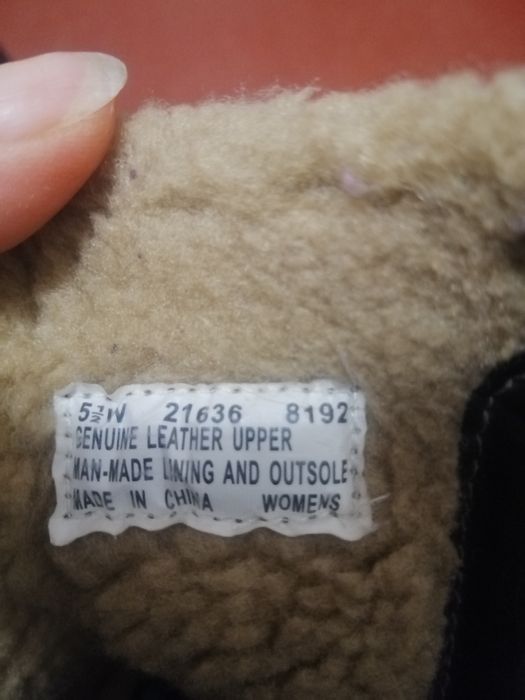 5½W 21636 8192
GENUINE LEATHER UPPER
MAN-MADE LINING AND OUTSOLE
MADE IN CHINA WOMENS